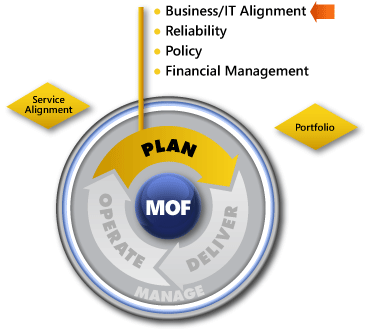 Business/IT Alignment
Reliability
Policy
Financial Management
Service
Alignment
Portfolio
PLAN
MOF
OPERATE
DELIVER
MANAGE